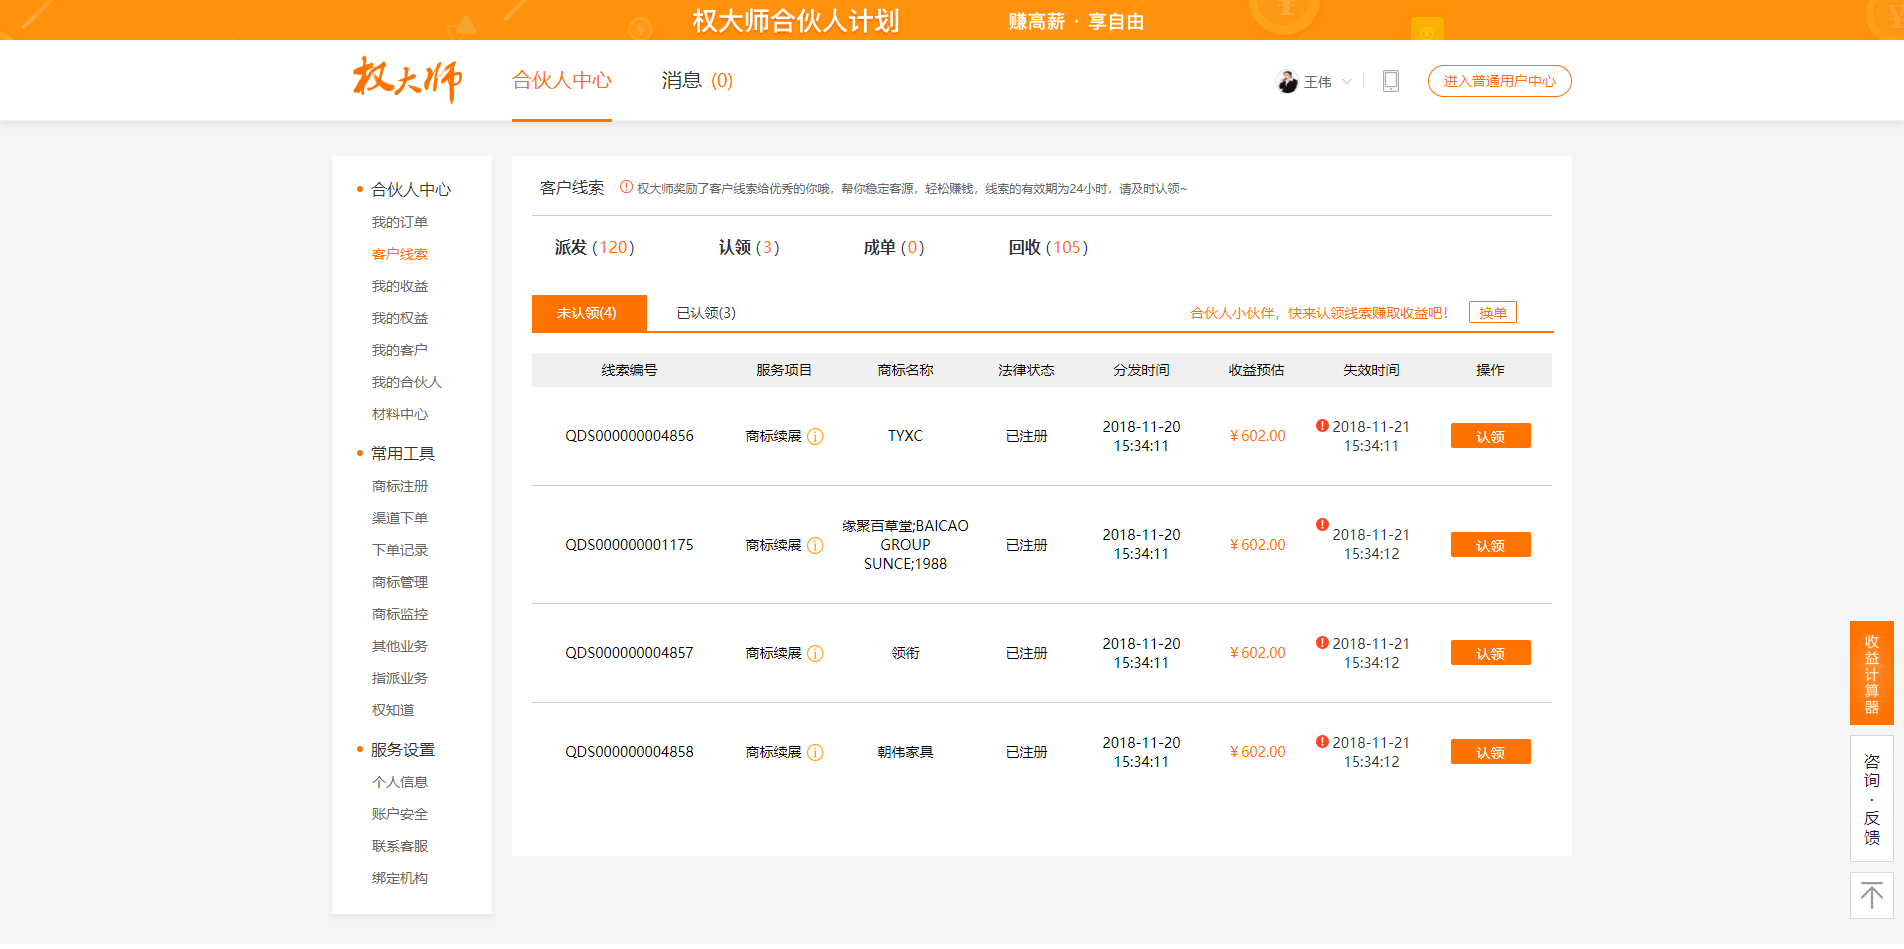 权大师合伙人计划 赚高薪 · 享自由
权大师 合伙人中心 消息 (0) 王伟 进入普通用户中心
合伙人中心
我的订单
客户线索
我的收益
我的权益
我的客户
我的合伙人
材料中心
常用工具
商标注册
渠道下单
下单记录
商标管理
商标监控
其他业务
指派业务
权知道
服务设置
个人信息
账户安全
联系客服
绑定机构
客户线索 权大师奖励了客户线索给优秀的你哦，帮你稳定客源，轻松赚钱，线索的有效期为24小时，请及时认领~
派发 (120) 认领 (3) 成单 (0) 回收 (105)
未认领(4) 已认领(3) 合伙人小伙伴，快来认领线索赚取收益吧！ 换单
线索编号 服务项目 商标名称 法律状态 分发时间 收益预估 失效时间 操作
QDS000000004856 商标续展 TYXC 已注册 2018-11-20 15:34:11 ¥602.00 2018-11-21 15:34:11 认领
QDS000000001175 商标续展 缘聚百草堂;BAICAO GROUP SUNCE;1988 已注册 2018-11-20 15:34:11 ¥602.00 2018-11-21 15:34:12 认领
QDS000000004857 商标续展 领衔 已注册 2018-11-20 15:34:11 ¥602.00 2018-11-21 15:34:12 认领
QDS000000004858 商标续展 朝伟家具 已注册 2018-11-20 15:34:11 ¥602.00 2018-11-21 15:34:12 认领
收益计算器
咨询·反馈